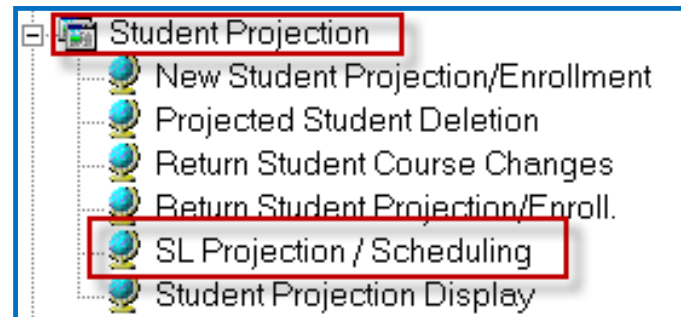 Student Projection
New Student Projection/Enrollment
Projected Student Deletion
Return Student Course Changes
Return Student Projection/Enroll.
SL Projection / Scheduling
Student Projection Display